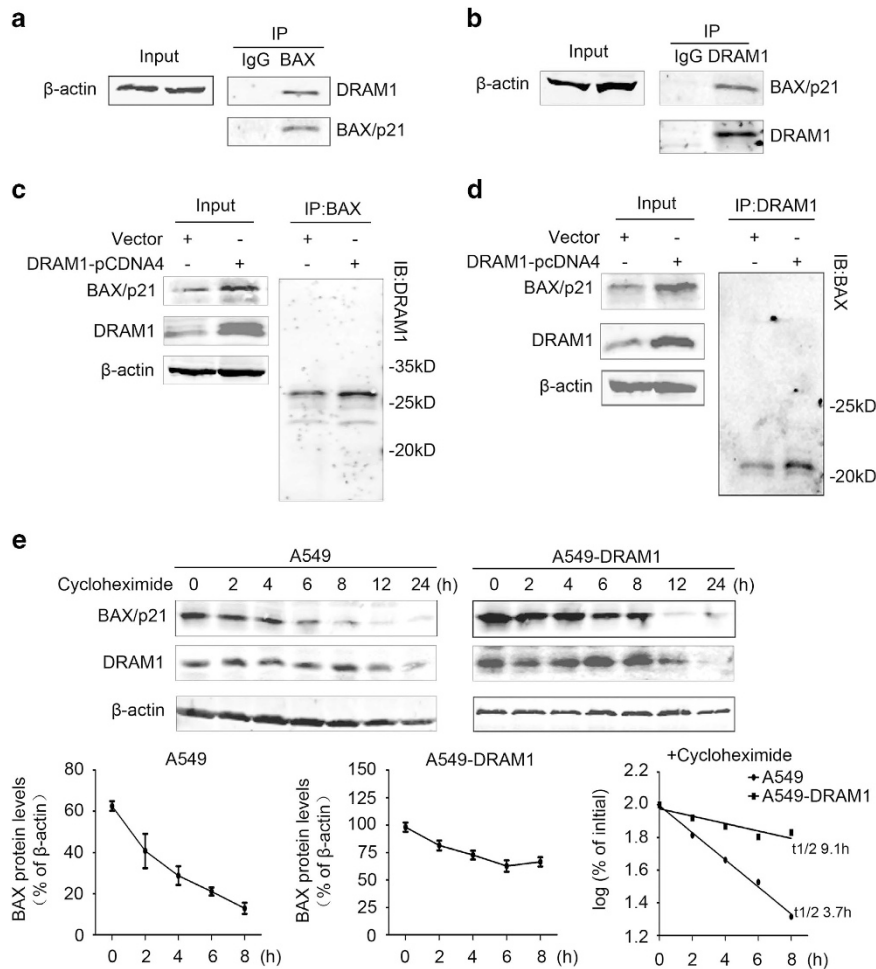 a
IP
Input
IgG BAX
β-actin
DRAM1
BAX/p21
b
IP
Input
IgG DRAM1
β-actin
BAX/p21
DRAM1
c
Input
IP:BAX
Vector + - + -
DRAM1-pCDNA4 - + - +
BAX/p21
DRAM1
β-actin
IB:DRAM1
-35kD
-25kD
-20kD
d
Input
IP:DRAM1
Vector + - + -
DRAM1-pcDNA4 - + - +
BAX/p21
DRAM1
β-actin
IB:BAX
-25kD
-20kD
e
A549
Cycloheximide 0 2 4 6 8 12 24 (h)
BAX/p21
DRAM1
β-actin
A549-DRAM1
0 2 4 6 8 12 24 (h)
A549
BAX protein levels
(% of β-actin)
80
60
40
20
0
0 2 4 6 8 (h)
A549-DRAM1
BAX protein levels
(% of β-actin)
150
125
100
75
50
25
0
0 2 4 6 8 (h)
+Cycloheximide
A549
A549-DRAM1
log (% of initial)
2.2
2.0
1.8
1.6
1.4
1.2
t1/2 9.1h
t1/2 3.7h
0 2 4 6 8 (h)